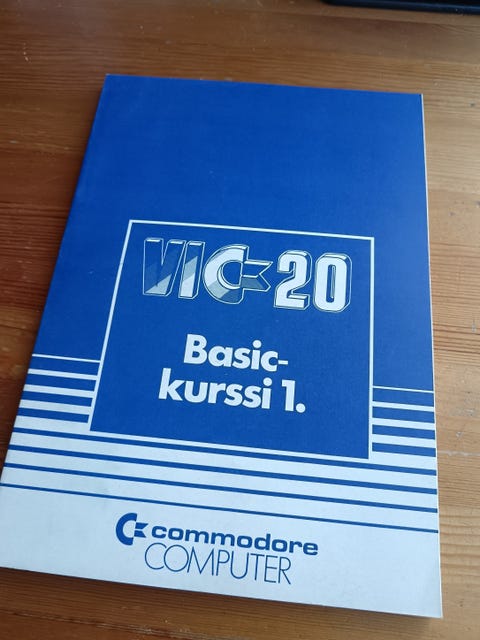 VIC 20
Basic-
kurssi 1.
commodore
COMPUTER